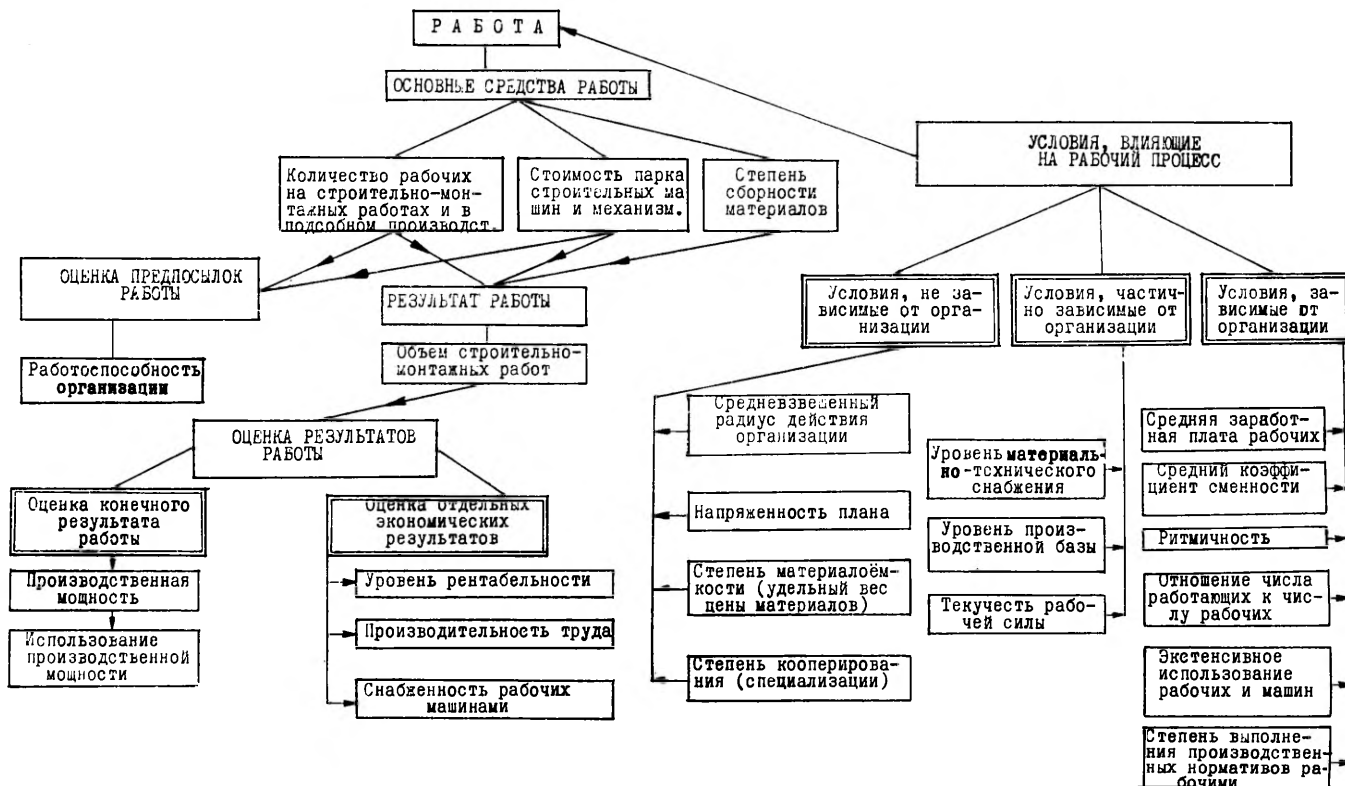 РАБОТА
ОСНОВНЫЕ СРЕДСТВА РАБОТЫ
УСЛОВИЯ, ВЛИЯЮЩИЕ
НА РАБОЧИЙ ПРОЦЕСС
Количество рабочих
на строительно-мон-
тажных работах и в
подсобном производст.
Стоимость парка
строительных ма
шин и механизм.
Степень
сборности
материалов
ОЦЕНКА ПРЕДПОСЫЛОК
РАБОТЫ
РЕЗУЛЬТАТ РАБОТЫ
Условия, не за-
висимые от орга-
низации
Условия, частич-
но зависимые от
организации
Условия, за-
висимые от
организации
Работоспособность
организации
Объем строительно-
монтажных работ
ОЦЕНКА РЕЗУЛЬТАТОВ
РАБОТЫ
Средневзвешенный
радиус действия
организации
Уровень материаль-
но-технического
снабжения
Средняя заработ-
ная плата рабочих
Средний коэффи-
циент сменности
Оценка конечного
результата
работы
Оценка отдельных
экономических
результатов
Напряженность плана
Уровень произ-
водственной базы
Ритмичность
Производственная
мощность
Уровень рентабельности
Степень материалоём-
кости (удельный вес
цены материалов)
Текучесть рабо-
чей силы
Отношение числа
работающих к чис-
лу рабочих
Использование
производственной
мощности
Производительность труда
Степень кооперирова-
ния (специализации)
Экстенсивное
использование
рабочих и машин
Снабженность рабочих
машинами
Степень выполне-
ния производствен-
ных нормативов ра-
бочими